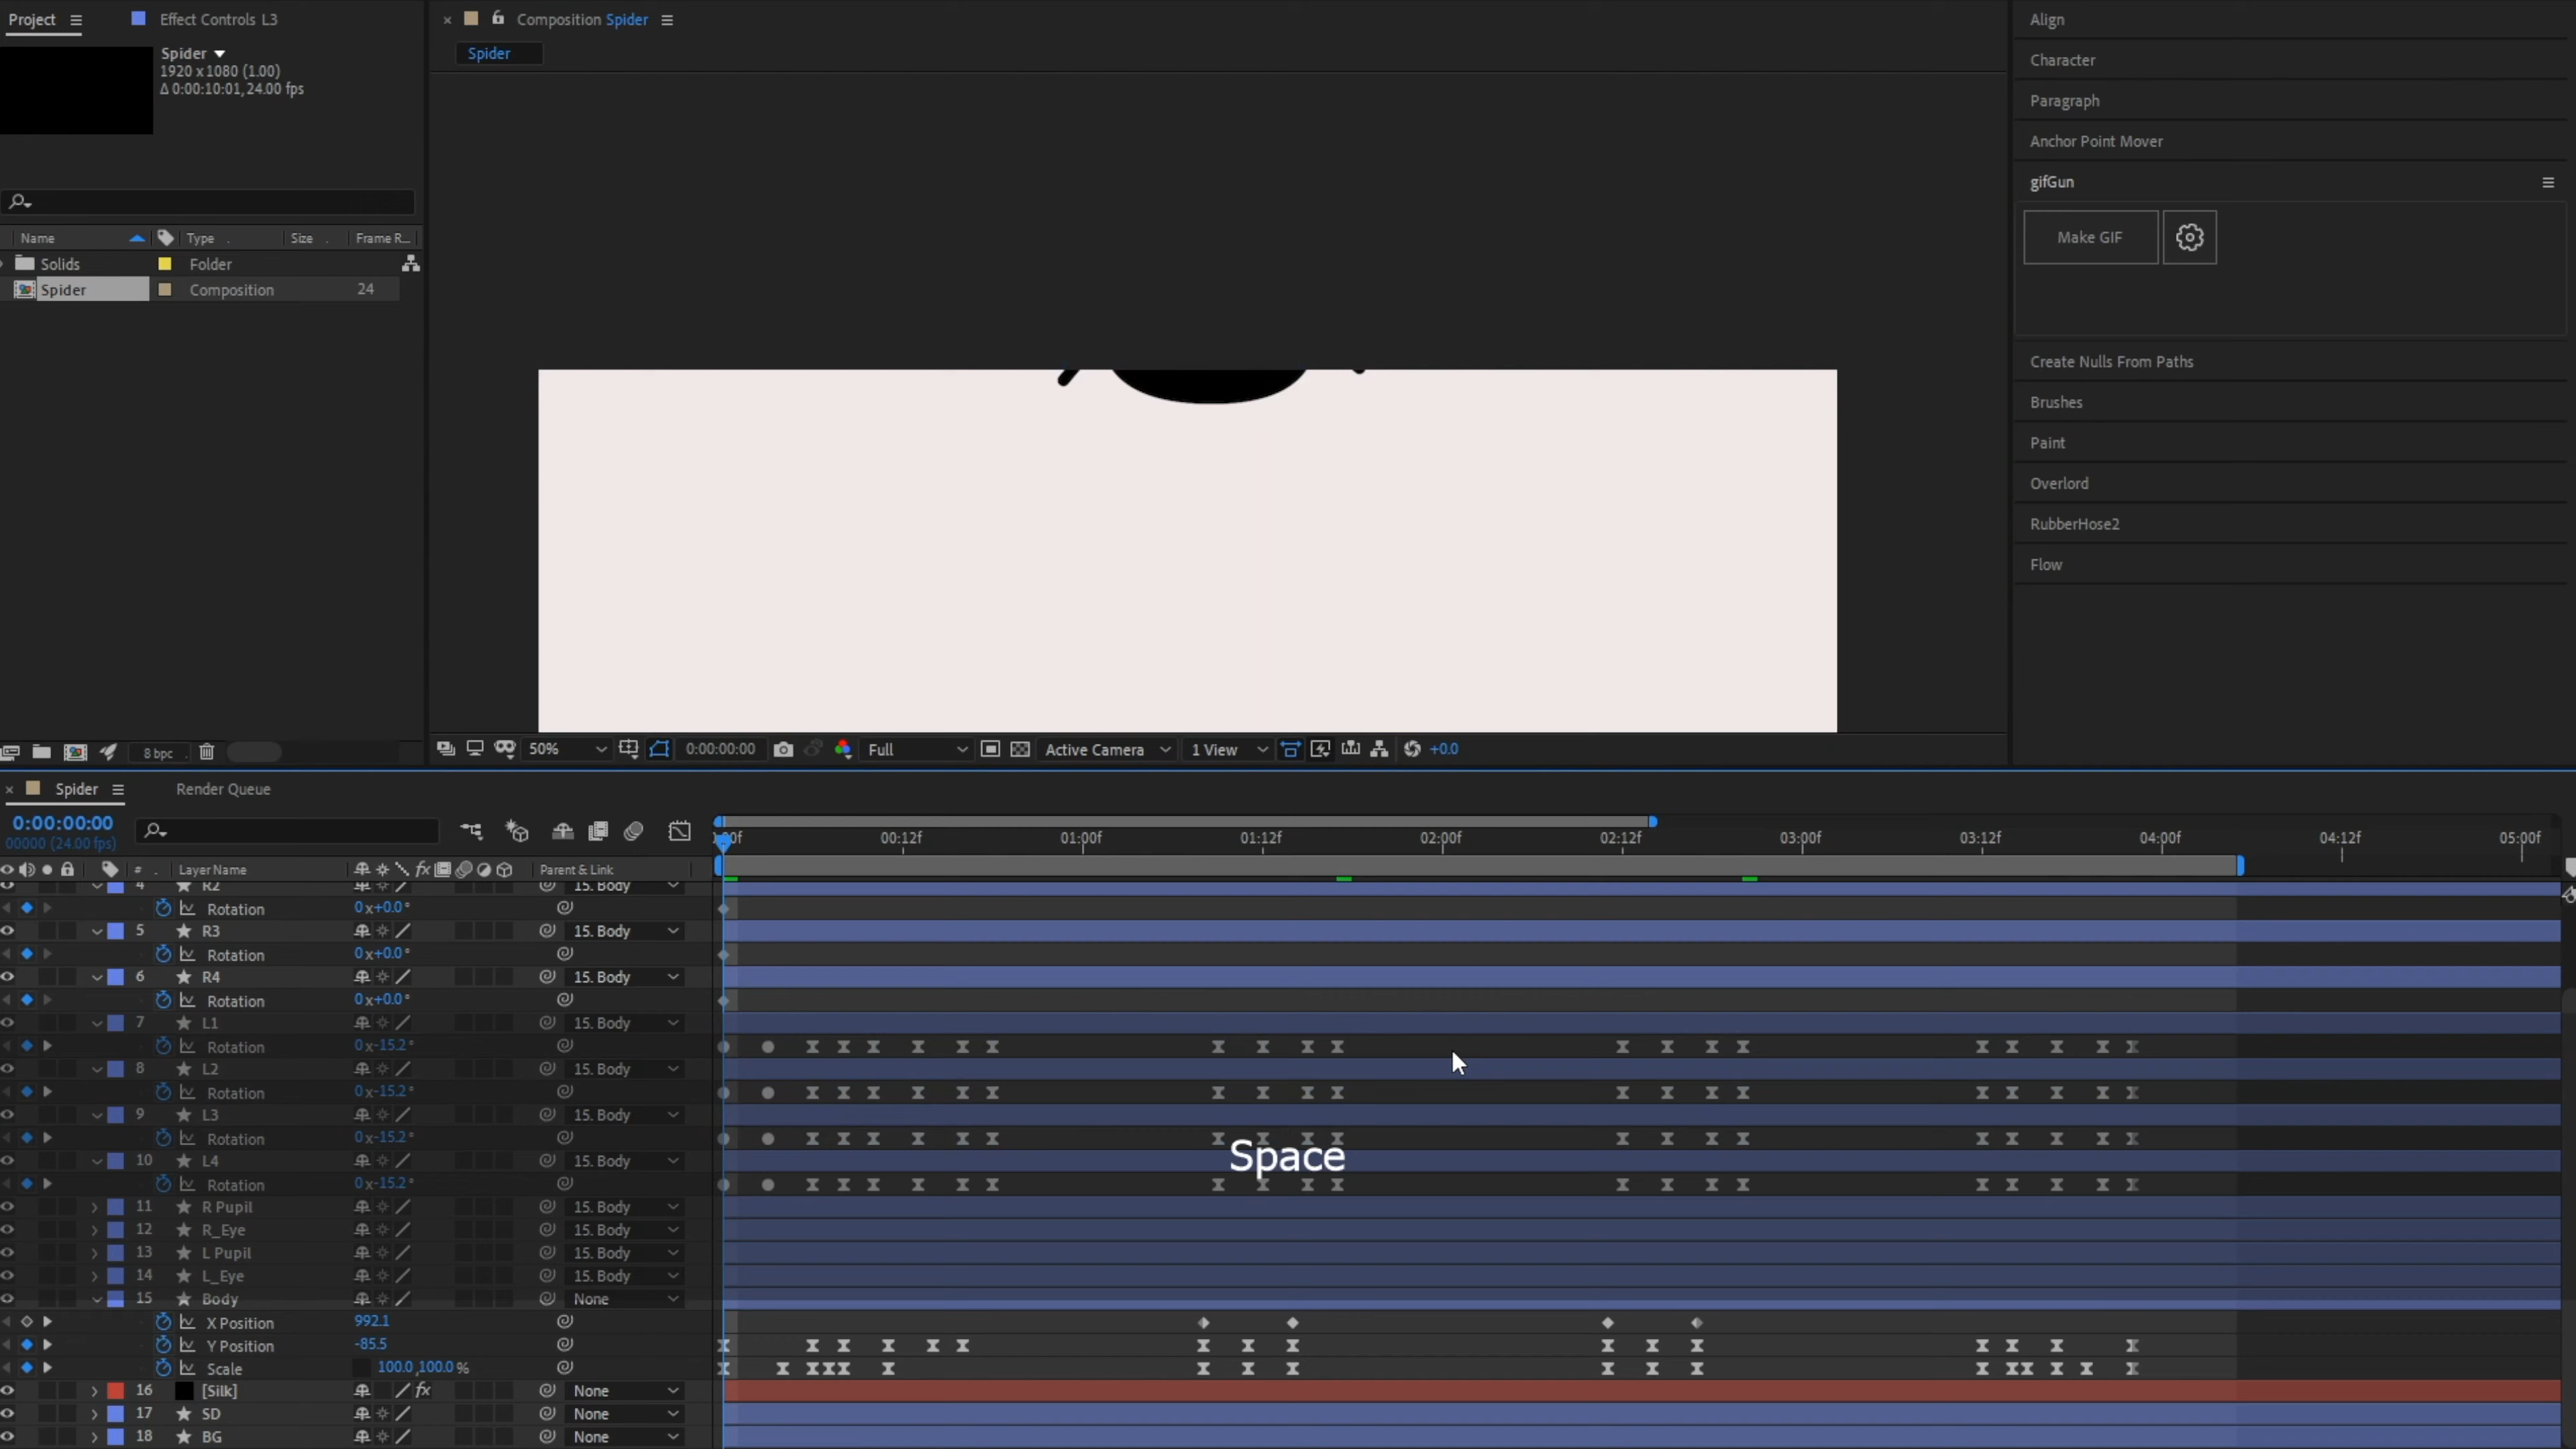 Project
Effect Controls L3
Composition Spider
Spider
Spider
1920 x 1080 (1.00)
Δ 0:00:10:01, 24.00 fps
Name Type Size Frame R...
Solids Folder
Spider Composition 24
8 bpc
50% 0:00:00:00 Full Active Camera 1 View +0.0
Align
Character
Paragraph
Anchor Point Mover
gifGun
Make GIF
Create Nulls From Paths
Brushes
Paint
Overlord
RubberHose2
Flow
Spider Render Queue
0:00:00:00
00000 (24.00 fps)
00:12f 01:00f 01:12f 02:00f 02:12f 03:00f 03:12f 04:00f 04:12f 05:00f
# Layer Name fx Parent & Link
4 R2 15. Body
Rotation 0x+0.0°
5 R3 15. Body
Rotation 0x+0.0°
6 R4 15. Body
Rotation 0x+0.0°
7 L1 15. Body
Rotation 0x-15.2°
8 L2 15. Body
Rotation 0x-15.2°
9 L3 15. Body
Rotation 0x-15.2°
10 L4 15. Body
Rotation 0x-15.2°
Space
11 R Pupil 15. Body
12 R_Eye 15. Body
13 L Pupil 15. Body
14 L_Eye 15. Body
15 Body None
X Position 992.1
Y Position -85.5
Scale 100.0,100.0%
16 [Silk] fx None
17 SD None
18 BG None